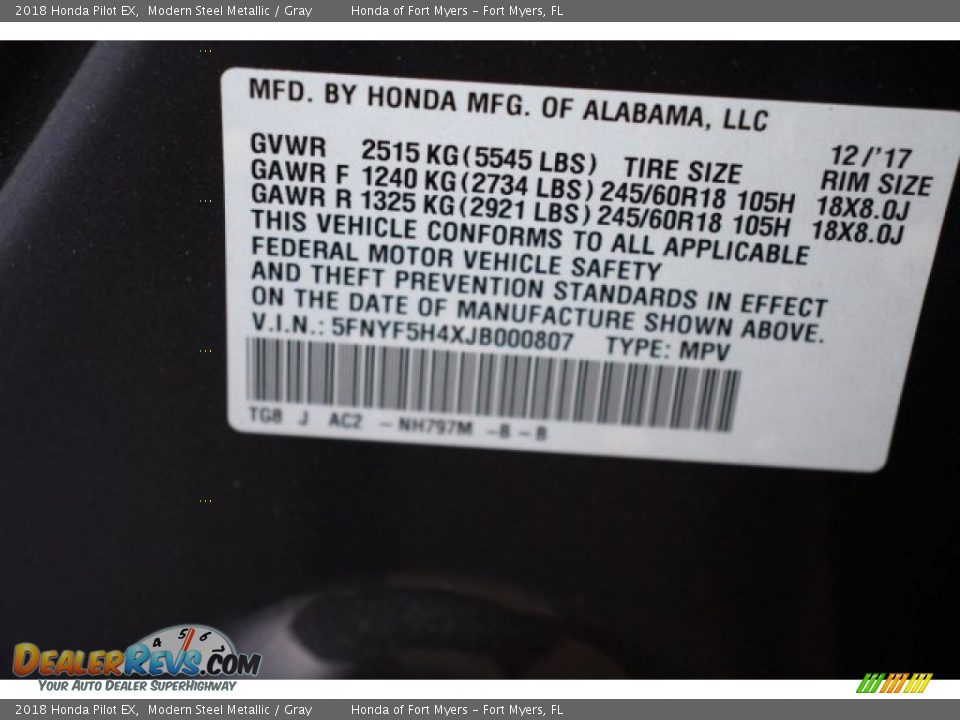 2018 Honda Pilot EX, Modern Steel Metallic / Gray Honda of Fort Myers - Fort Myers, FL
MFD. BY HONDA MFG. OF ALABAMA, LLC
GVWR 2515 KG(5545 LBS) TIRE SIZE 12/'17 RIM SIZE
GAWR F 1240 KG(2734 LBS) 245/60R18 105H 18X8.0J
GAWR R 1325 KG(2921 LBS) 245/60R18 105H 18X8.0J
THIS VEHICLE CONFORMS TO ALL APPLICABLE
FEDERAL MOTOR VEHICLE SAFETY
AND THEFT PREVENTION STANDARDS IN EFFECT
ON THE DATE OF MANUFACTURE SHOWN ABOVE.
V.I.N.: 5FNYF5H4XJB000807 TYPE: MPV
TG8 J AC2 - NH797M -B - B
4 5 6 7
DEALERREVS.COM
YOUR AUTO DEALER SUPERHIGHWAY
2018 Honda Pilot EX, Modern Steel Metallic / Gray Honda of Fort Myers - Fort Myers, FL